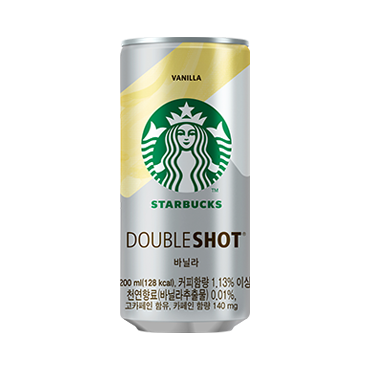 VANILLA
TM
STARBUCKS
DOUBLESHOT®
바닐라
200 ml(128 kcal), 커피함량 1.13% 이상
천연향료(바닐라추출물) 0.01%,
고카페인 함유, 카페인 함량 140 mg